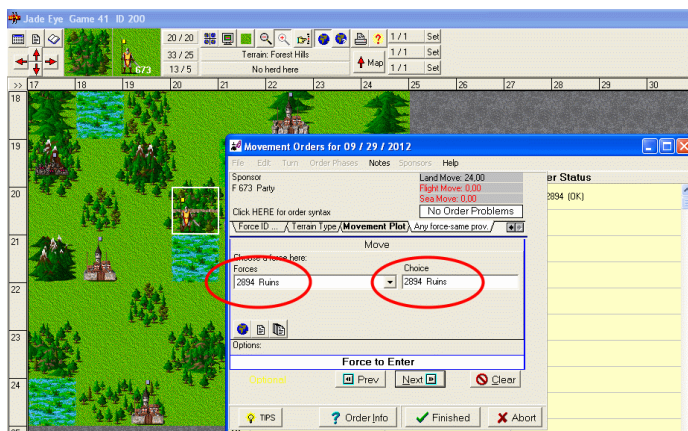 Jade Eye Game 41 ID 200
20 / 20
1 / 1 Set
33 / 25 Terrain: Forest Hills
Map
1 / 1 Set
673
13 / 5 No herd here
1 / 1 Set
>> 17 18 19 20 21 22 23 24 25 26 27 28 29 30
18
19
20
21
22
23
24
Movement Orders for 09 / 29 / 2012
File Edit Turn Order Phases Notes Sponsors Help
Sponsor
F 673 Party
Land Move: 24,00
Flight Move: 0,00
Sea Move: 0,00
Click HERE for order syntax
No Order Problems
Force ID ... Terrain Type Movement Plot Any force-same prov.
Move
Choose a force here:
Forces Choice
2894 Ruins 2894 Ruins
Options:
Force to Enter
Prev Next Clear
TIPS Order Info Finished Abort
er Status
2894 (OK)